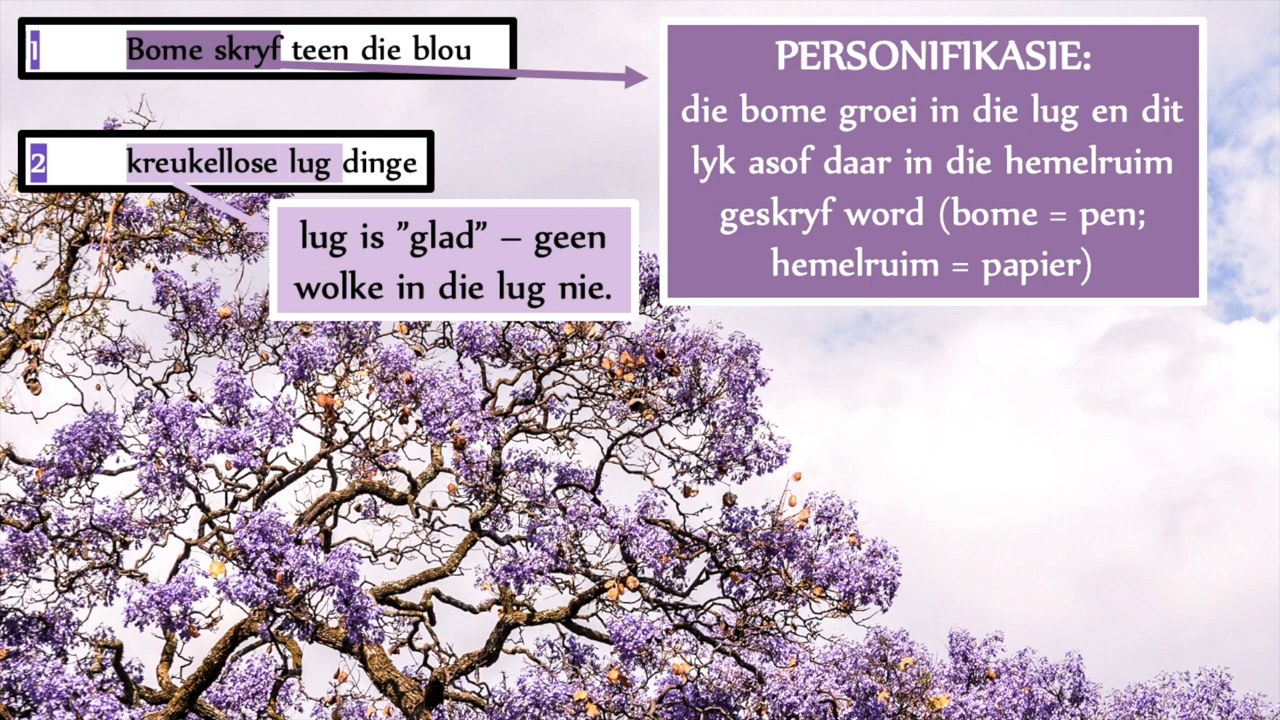 1 Bome skryf teen die blou
2 kreukellose lug dinge
lug is ”glad” – geen
wolke in die lug nie.
PERSONIFIKASIE:
die bome groei in die lug en dit
lyk asof daar in die hemelruim
geskryf word (bome = pen;
hemelruim = papier)